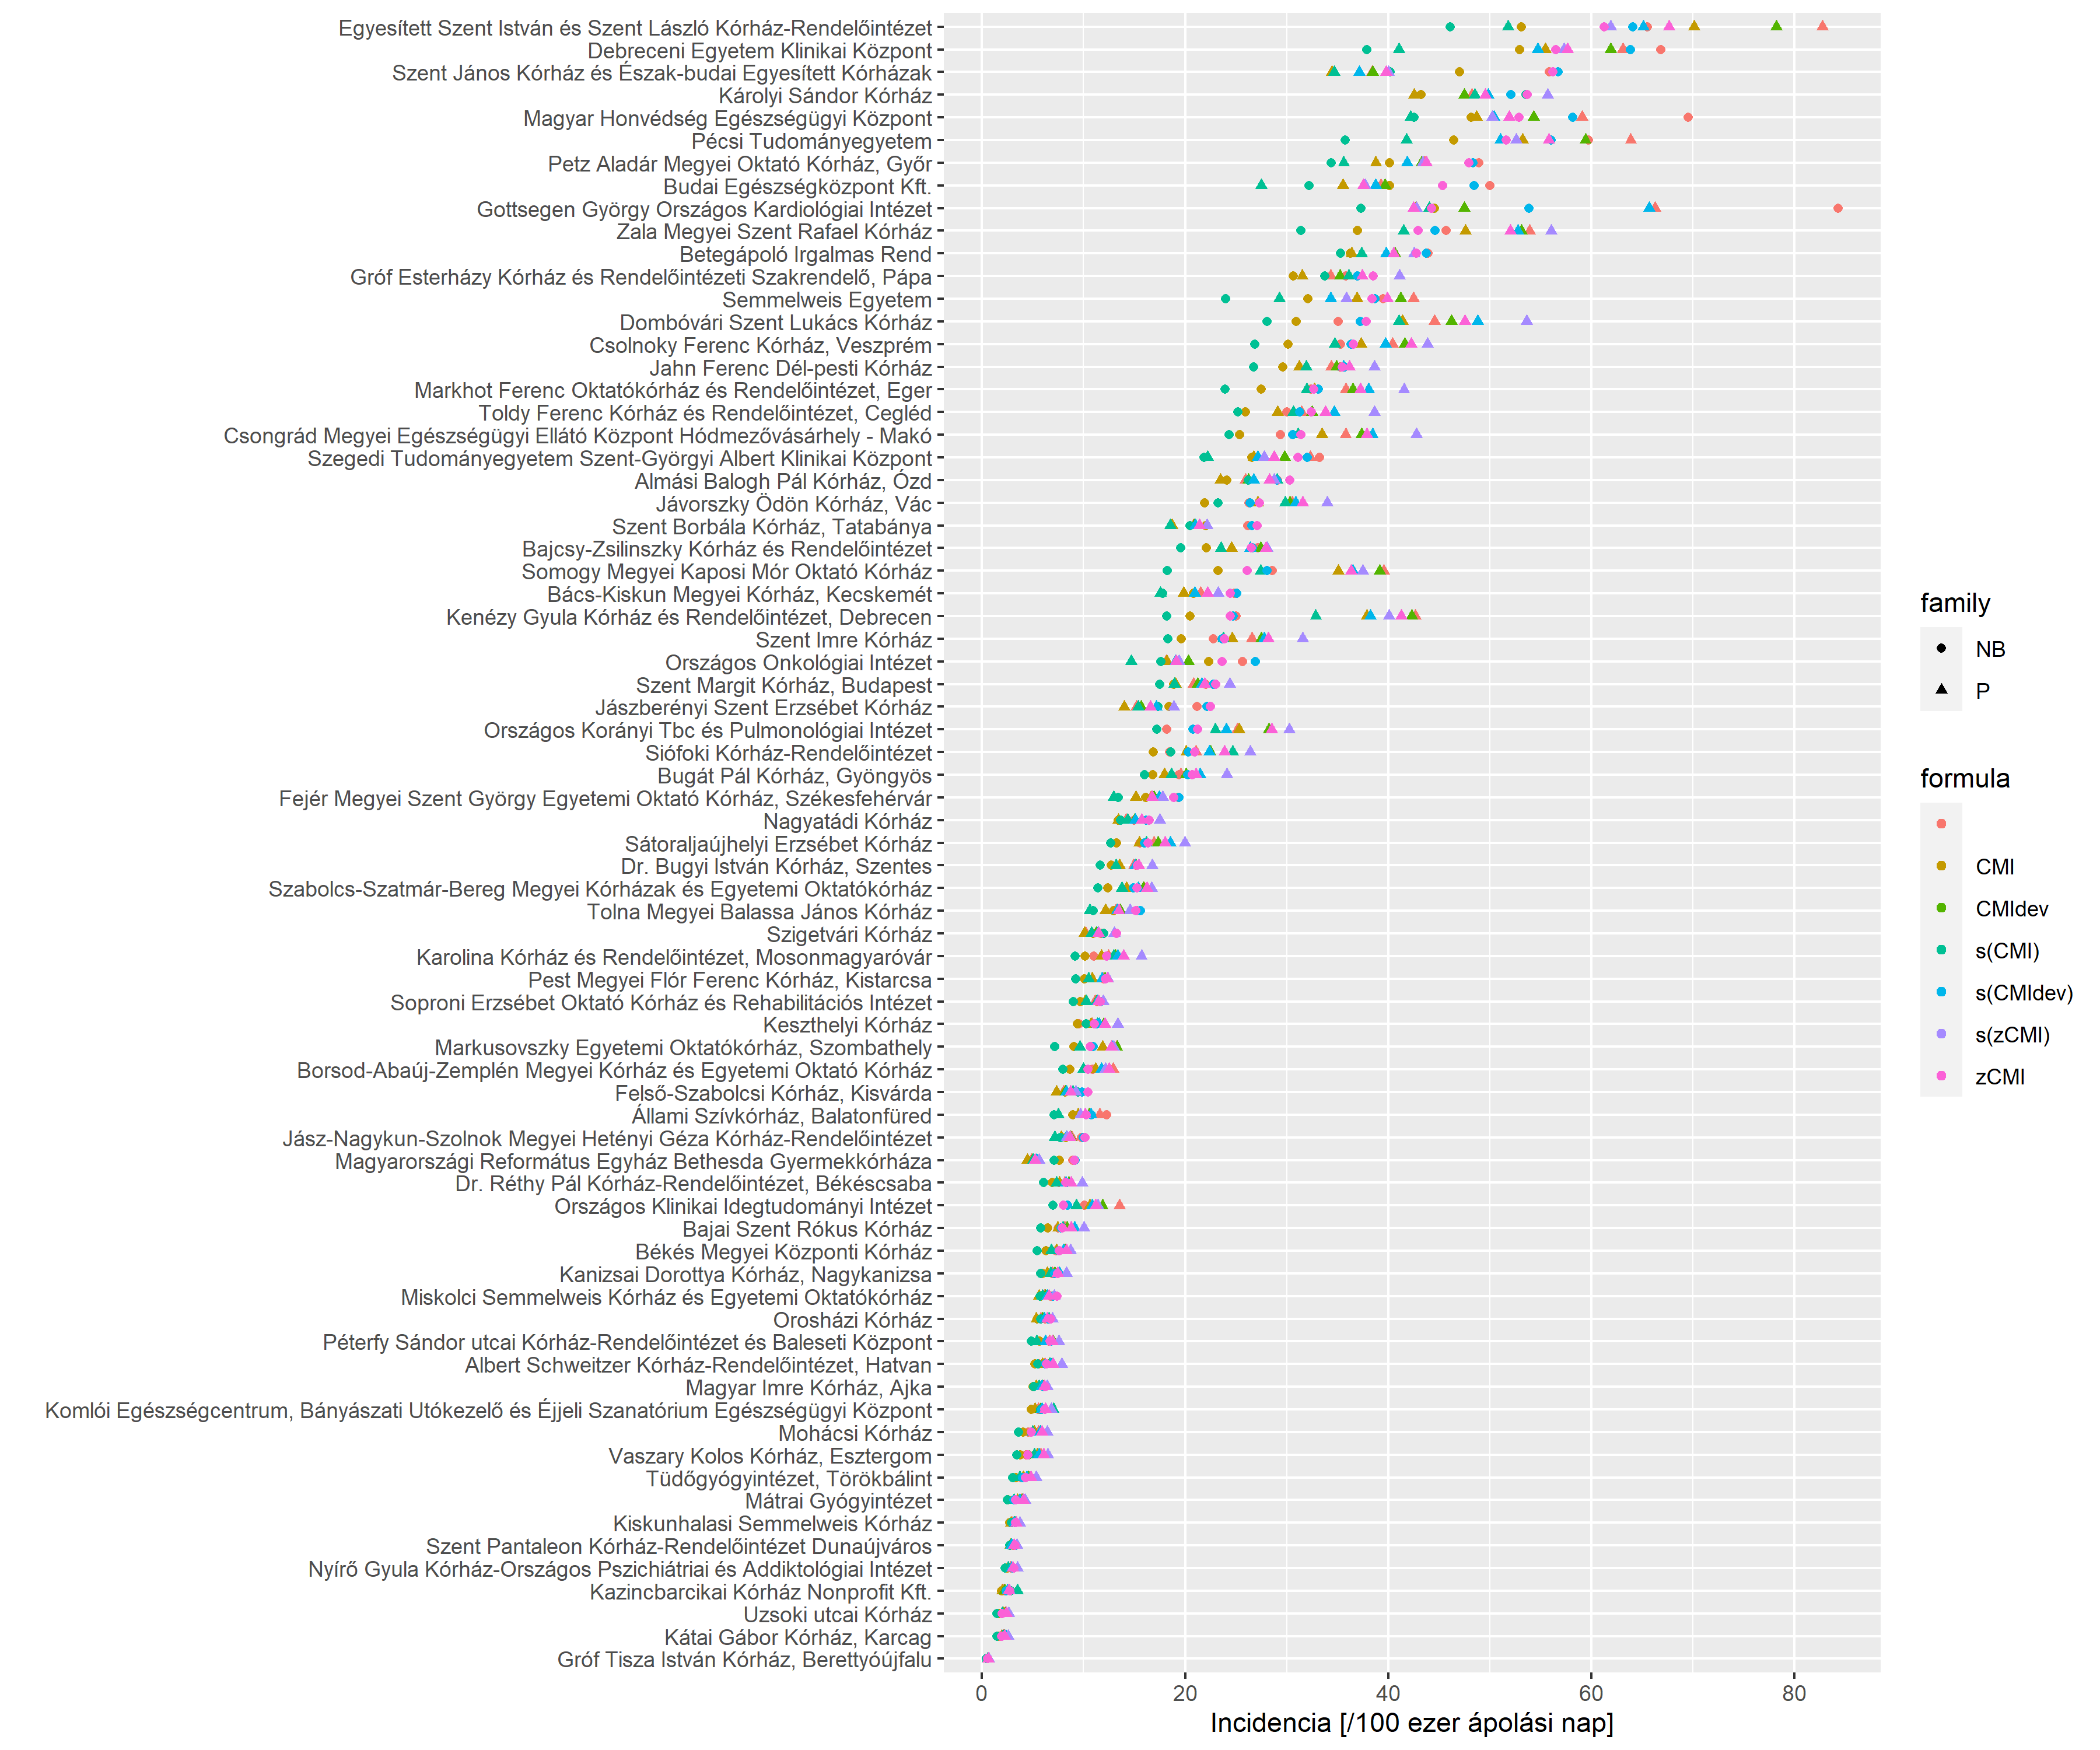 Egyesített Szent István és Szent László Kórház-Rendelőintézet
Debreceni Egyetem Klinikai Központ
Szent János Kórház és Észak-budai Egyesített Kórházak
Károlyi Sándor Kórház
Magyar Honvédség Egészségügyi Központ
Pécsi Tudományegyetem
Petz Aladár Megyei Oktató Kórház, Győr
Budai Egészségközpont Kft.
Gottsegen György Országos Kardiológiai Intézet
Zala Megyei Szent Rafael Kórház
Betegápoló Irgalmas Rend
Gróf Esterházy Kórház és Rendelőintézeti Szakrendelő, Pápa
Semmelweis Egyetem
Dombóvári Szent Lukács Kórház
Csolnoky Ferenc Kórház, Veszprém
Jahn Ferenc Dél-pesti Kórház
Markhot Ferenc Oktatókórház és Rendelőintézet, Eger
Toldy Ferenc Kórház és Rendelőintézet, Cegléd
Csongrád Megyei Egészségügyi Ellátó Központ Hódmezővásárhely - Makó
Szegedi Tudományegyetem Szent-Györgyi Albert Klinikai Központ
Almási Balogh Pál Kórház, Ózd
Jávorszky Ödön Kórház, Vác
Szent Borbála Kórház, Tatabánya
Bajcsy-Zsilinszky Kórház és Rendelőintézet
Somogy Megyei Kaposi Mór Oktató Kórház
Bács-Kiskun Megyei Kórház, Kecskemét
Kenézy Gyula Kórház és Rendelőintézet, Debrecen
Szent Imre Kórház
Országos Onkológiai Intézet
Szent Margit Kórház, Budapest
Jászberényi Szent Erzsébet Kórház
Országos Korányi Tbc és Pulmonológiai Intézet
Siófoki Kórház-Rendelőintézet
Bugát Pál Kórház, Gyöngyös
Fejér Megyei Szent György Egyetemi Oktató Kórház, Székesfehérvár
Nagyatádi Kórház
Sátoraljaújhelyi Erzsébet Kórház
Dr. Bugyi István Kórház, Szentes
Szabolcs-Szatmár-Bereg Megyei Kórházak és Egyetemi Oktatókórház
Tolna Megyei Balassa János Kórház
Szigetvári Kórház
Karolina Kórház és Rendelőintézet, Mosonmagyaróvár
Pest Megyei Flór Ferenc Kórház, Kistarcsa
Soproni Erzsébet Oktató Kórház és Rehabilitációs Intézet
Keszthelyi Kórház
Markusovszky Egyetemi Oktatókórház, Szombathely
Borsod-Abaúj-Zemplén Megyei Kórház és Egyetemi Oktató Kórház
Felső-Szabolcsi Kórház, Kisvárda
Állami Szívkórház, Balatonfüred
Jász-Nagykun-Szolnok Megyei Hetényi Géza Kórház-Rendelőintézet
Magyarországi Református Egyház Bethesda Gyermekkórháza
Dr. Réthy Pál Kórház-Rendelőintézet, Békéscsaba
Országos Klinikai Idegtudományi Intézet
Bajai Szent Rókus Kórház
Békés Megyei Központi Kórház
Kanizsai Dorottya Kórház, Nagykanizsa
Miskolci Semmelweis Kórház és Egyetemi Oktatókórház
Orosházi Kórház
Péterfy Sándor utcai Kórház-Rendelőintézet és Baleseti Központ
Albert Schweitzer Kórház-Rendelőintézet, Hatvan
Magyar Imre Kórház, Ajka
Komlói Egészségcentrum, Bányászati Utókezelő és Éjjeli Szanatórium Egészségügyi Központ
Mohácsi Kórház
Vaszary Kolos Kórház, Esztergom
Tüdőgyógyintézet, Törökbálint
Mátrai Gyógyintézet
Kiskunhalasi Semmelweis Kórház
Szent Pantaleon Kórház-Rendelőintézet Dunaújváros
Nyírő Gyula Kórház-Országos Pszichiátriai és Addiktológiai Intézet
Kazincbarcikai Kórház Nonprofit Kft.
Uzsoki utcai Kórház
Kátai Gábor Kórház, Karcag
Gróf Tisza István Kórház, Berettyóújfalu
0 20 40 60 80
Incidencia [/100 ezer ápolási nap]
family
NB
P
formula
CMI
CMIdev
s(CMI)
s(CMIdev)
s(zCMI)
zCMI